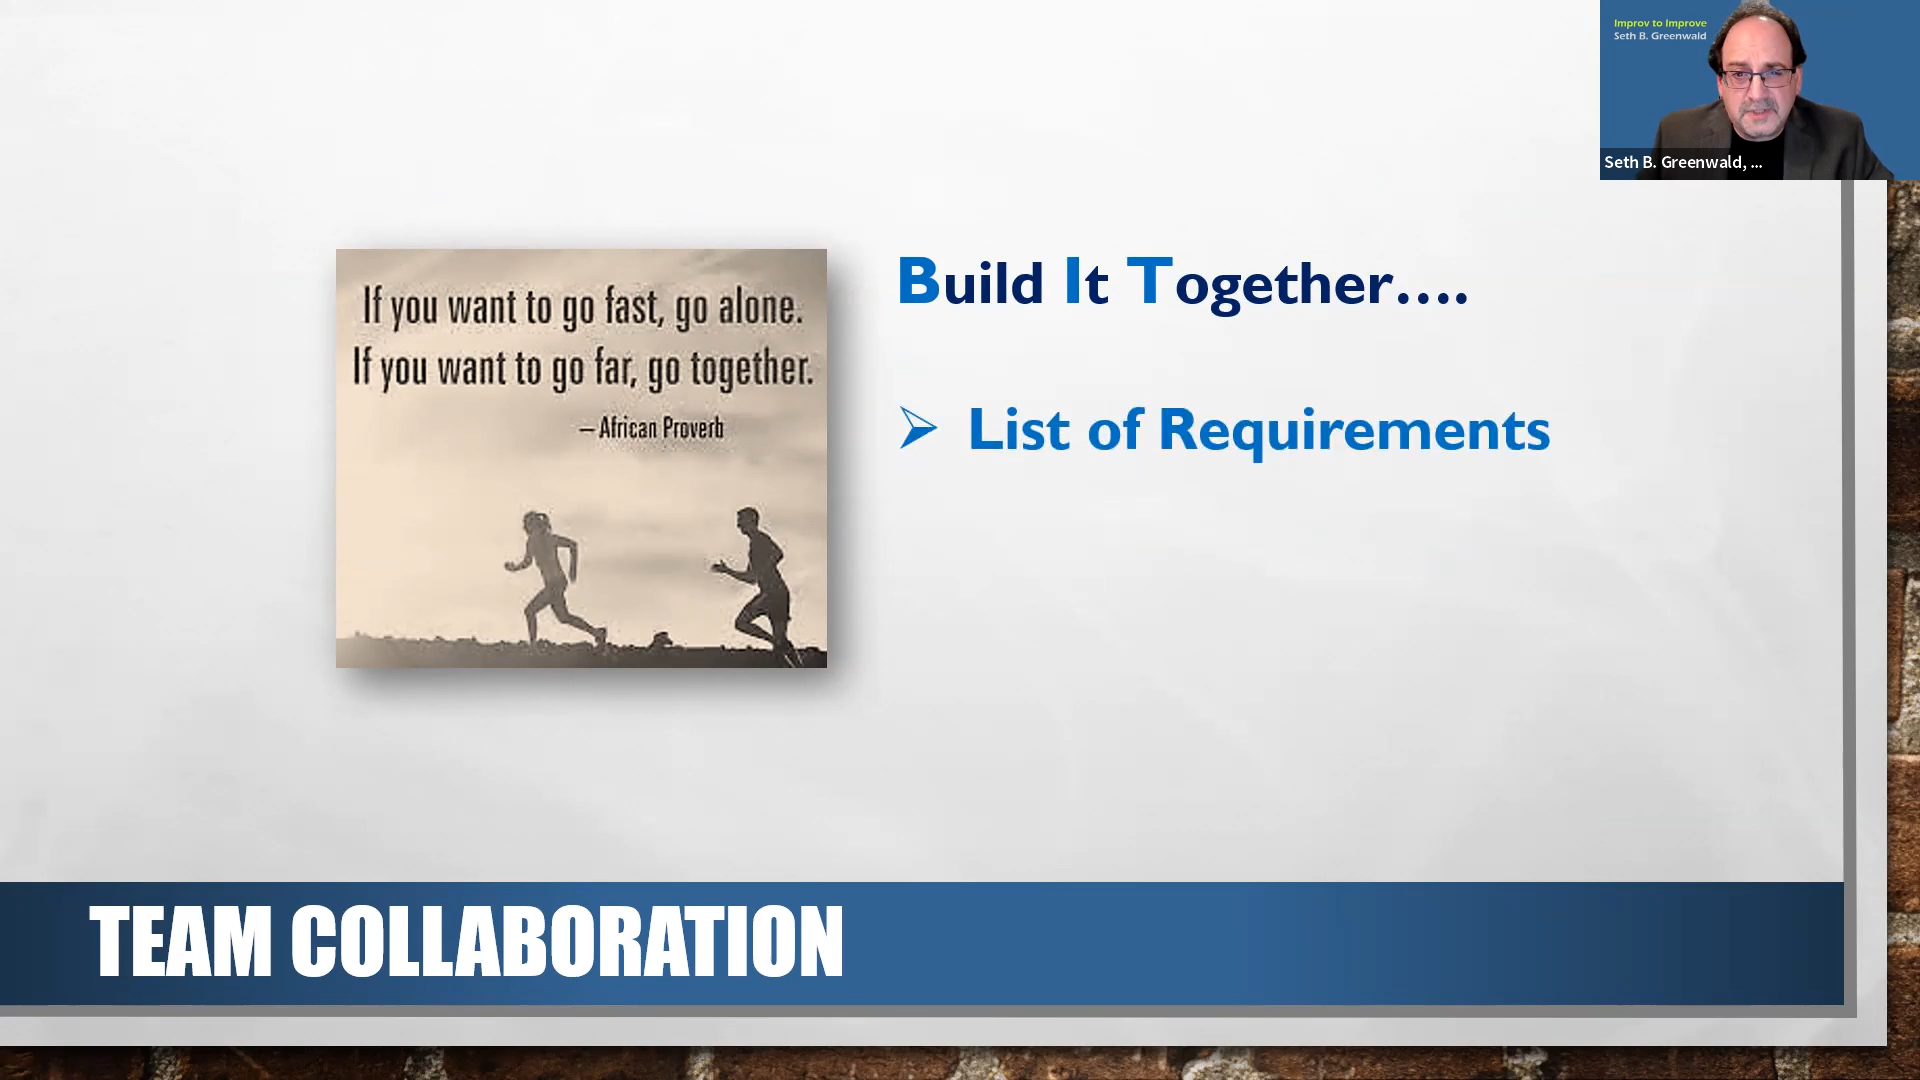 Improv to Improve
Seth B. Greenwald
Seth B. Greenwald, ...
If you want to go fast, go alone.
If you want to go far, go together.
– African Proverb
Build It Together....
List of Requirements
TEAM COLLABORATION